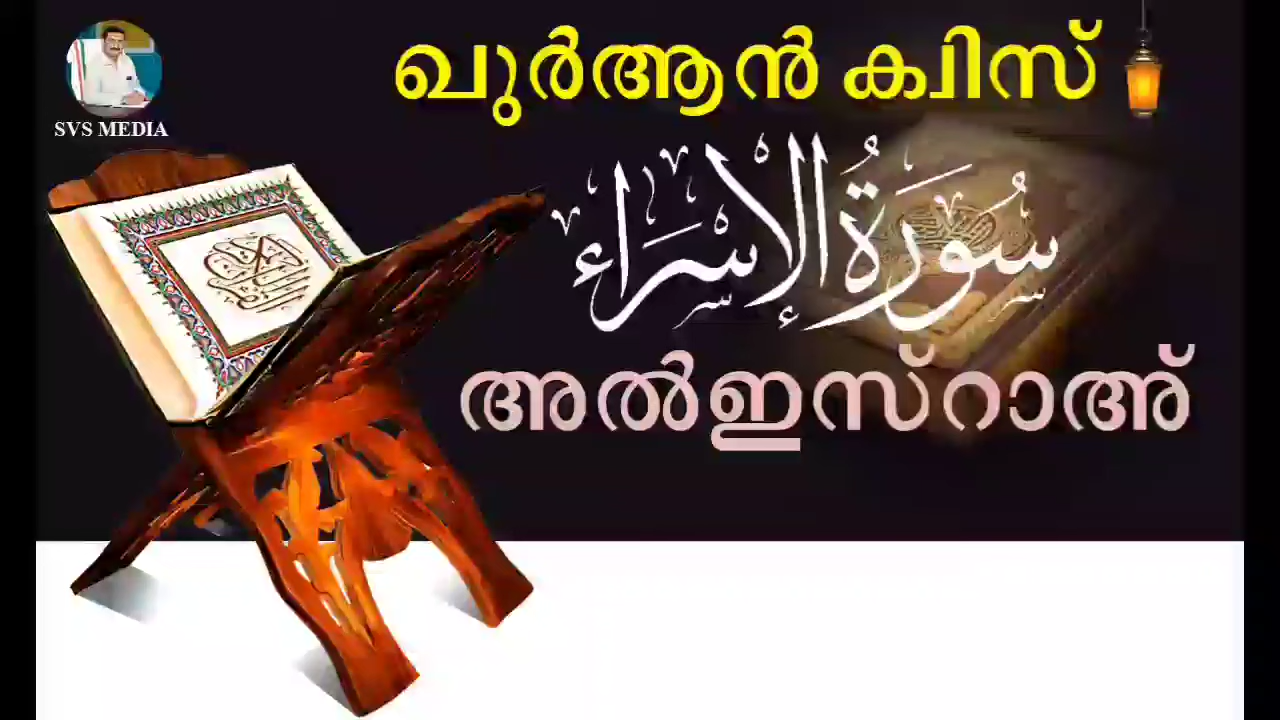 ഖുർആൻ ക്വിസ്
SVS MEDIA
سُورَةُ الإِسْرَاء
അൽഇസ്റാഅ്